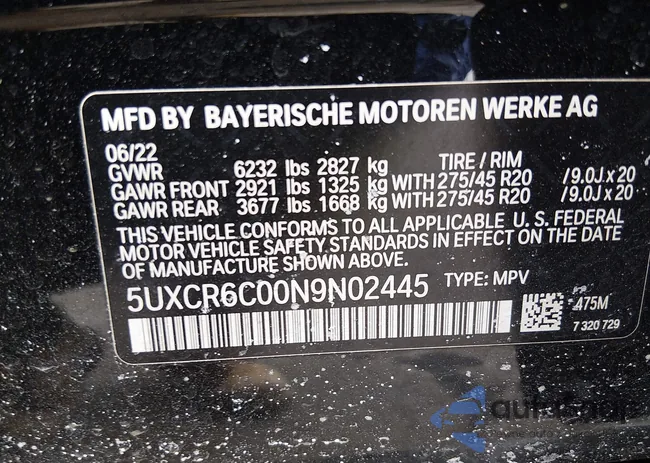 MFD BY BAYERISCHE MOTOREN WERKE AG
06/22 TIRE / RIM
GVWR 6232 lbs 2827 kg
GAWR FRONT 2921 lbs 1325 kg WITH 275/45 R20 /9.0J x 20
GAWR REAR 3677 lbs 1668 kg WITH 275/45 R20 /9.0J x 20
THIS VEHICLE CONFORMS TO ALL APPLICABLE U. S. FEDERAL
MOTOR VEHICLE SAFETY STANDARDS IN EFFECT ON THE DATE
OF MANUFACTURE SHOWN ABOVE.
5UXCR6C00N9N02445 TYPE: MPV
475M
7 320 729